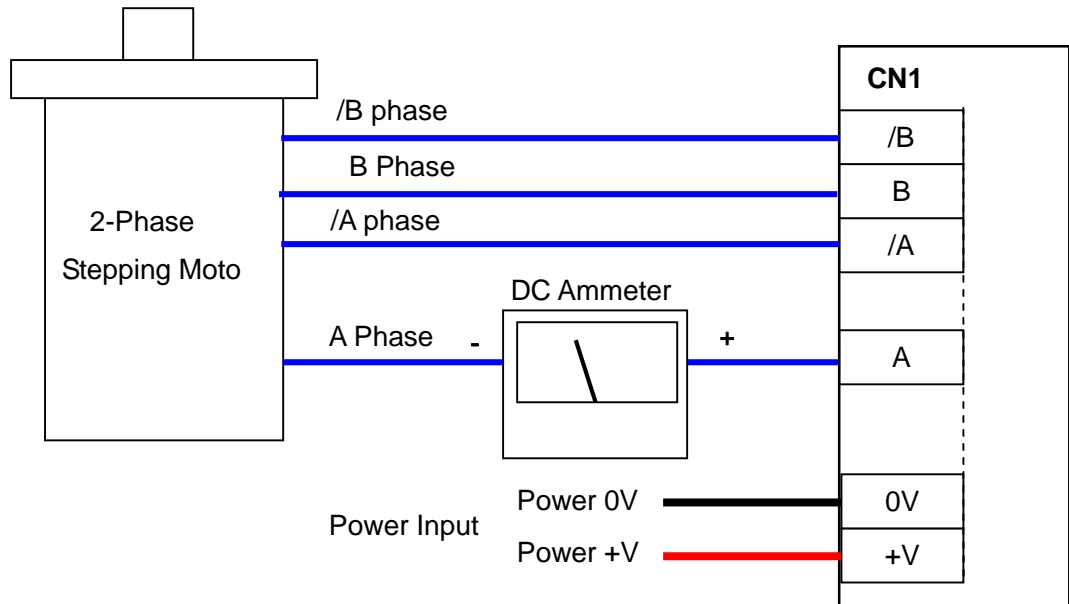 CN1
/B phase
/B
B Phase
B
2-Phase
Stepping Moto
/A phase
/A
DC Ammeter
A Phase
-
+
A
Power Input
Power 0V
0V
Power +V
+V